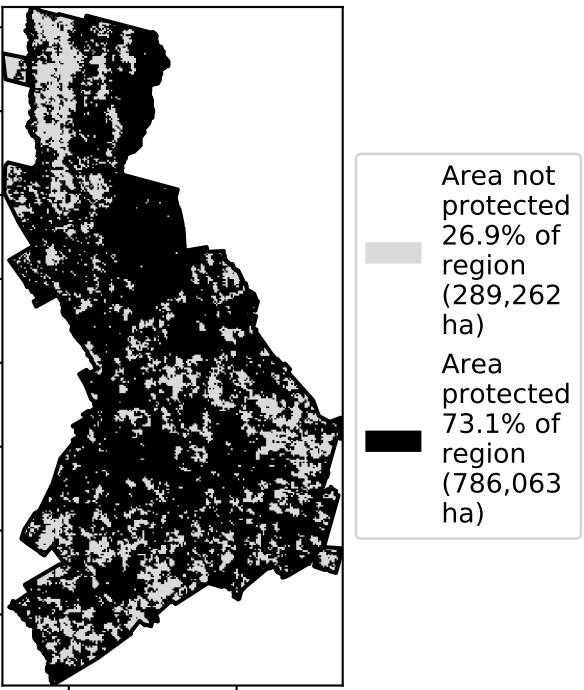 Area not
protected
26.9% of
region
(289,262
ha)
Area
protected
73.1% of
region
(786,063
ha)